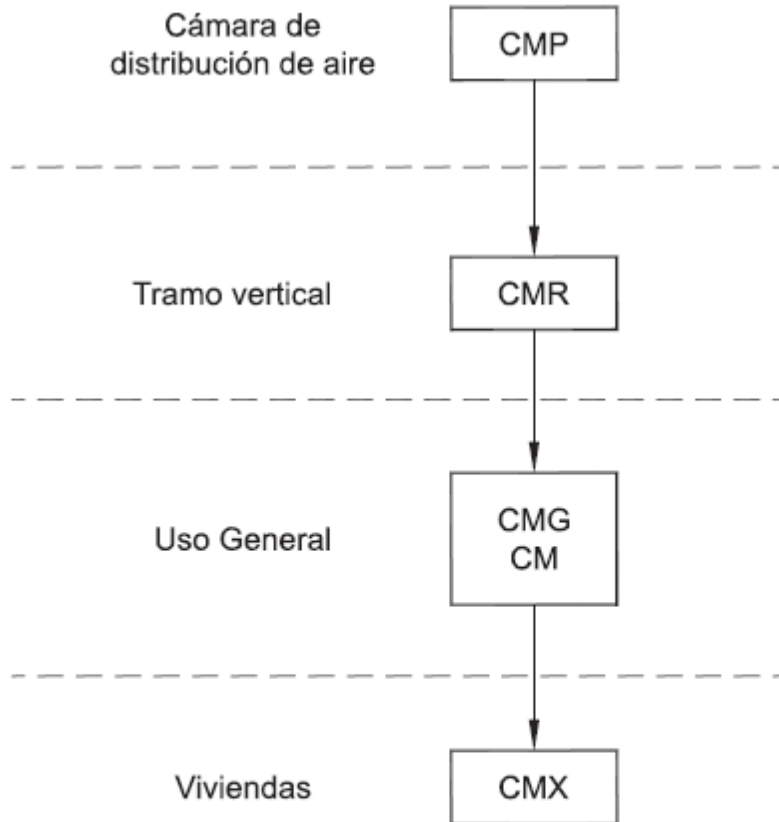 Cámara de
distribución de aire
CMP
Tramo vertical
CMR
Uso General
CMG
CM
Viviendas
CMX